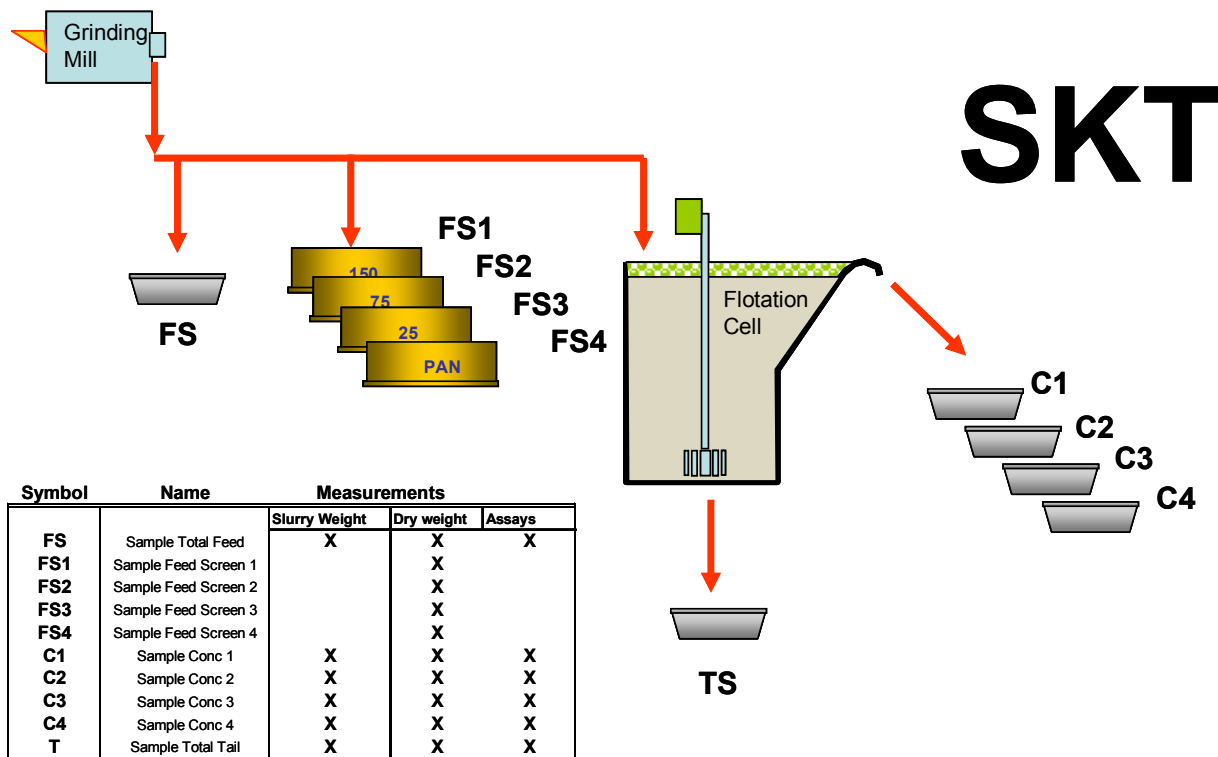 Grinding
Mill
SKT
FS
150
75
25
PAN
FS1
FS2
FS3
FS4
Flotation
Cell
C1
C2
C3
C4
TS
Symbol Name Measurements
Slurry Weight Dry weight Assays
FS Sample Total Feed X X X
FS1 Sample Feed Screen 1 X
FS2 Sample Feed Screen 2 X
FS3 Sample Feed Screen 3 X
FS4 Sample Feed Screen 4 X
C1 Sample Conc 1 X X X
C2 Sample Conc 2 X X X
C3 Sample Conc 3 X X X
C4 Sample Conc 4 X X X
T Sample Total Tail X X X